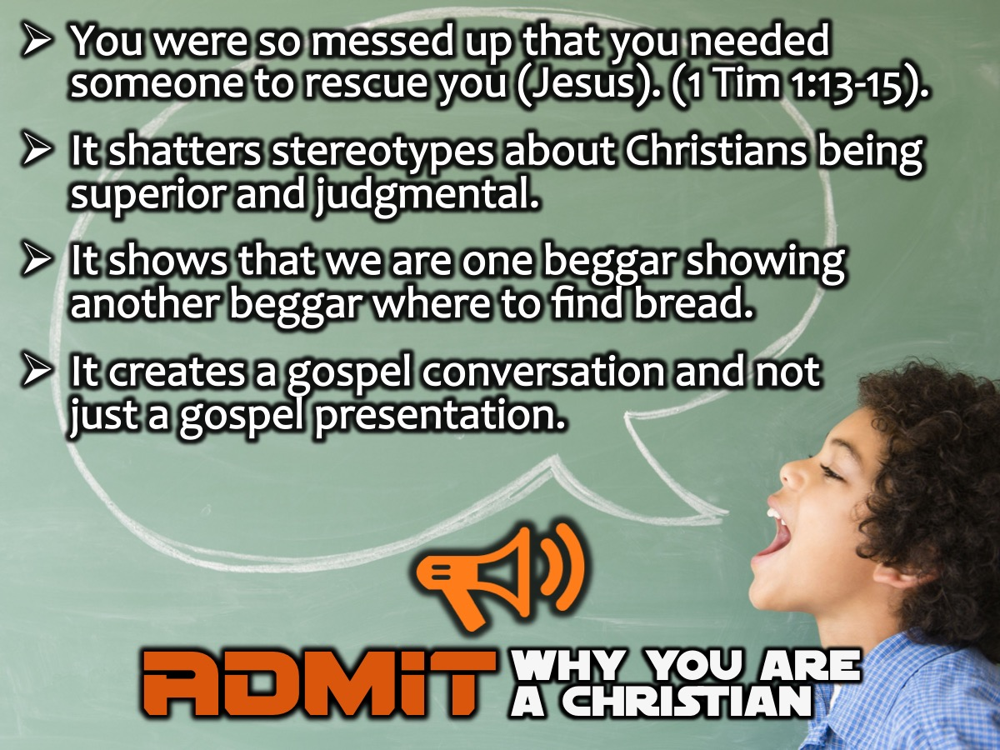 ➢ You were so messed up that you needed
someone to rescue you (Jesus). (1 Tim 1:13-15).
➢ It shatters stereotypes about Christians being
superior and judgmental.
➢ It shows that we are one beggar showing
another beggar where to find bread.
➢ It creates a gospel conversation and not
just a gospel presentation.
ADMiT WHY YOU ARE
A CHRISTIAN